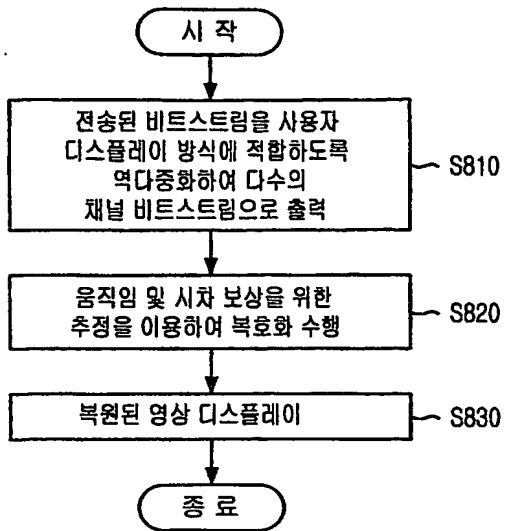 시 작
전송된 비트스트림을 사용자
디스플레이 방식에 적합하도록
역다중화하여 다수의
채널 비트스트림으로 출력
S810
움직임 및 시차 보상을 위한
추정을 이용하여 복호화 수행
S820
복원된 영상 디스플레이
S830
종 료